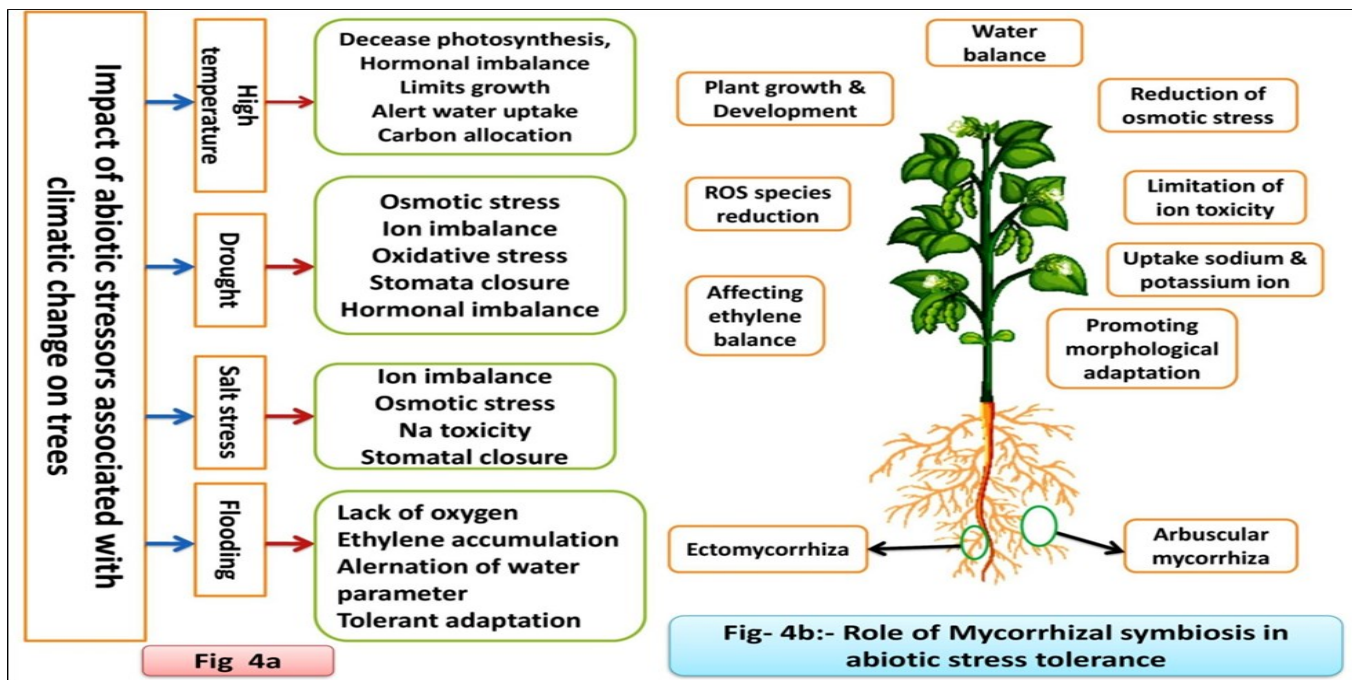 Impact of abiotic stressors associated with
climatic change on trees
High
temperature
Decease photosynthesis,
Hormonal imbalance
Limits growth
Alert water uptake
Carbon allocation
Drought
Osmotic stress
Ion imbalance
Oxidative stress
Stomata closure
Hormonal imbalance
Salt stress
Ion imbalance
Osmotic stress
Na toxicity
Stomatal closure
Flooding
Lack of oxygen
Ethylene accumulation
Alernation of water
parameter
Tolerant adaptation
Fig 4a
Water
balance
Plant growth &
Development
Reduction of
osmotic stress
ROS species
reduction
Limitation of
ion toxicity
Uptake sodium &
potassium ion
Affecting
ethylene
balance
Promoting
morphological
adaptation
Ectomycorrhiza
Arbuscular
mycorrhiza
Fig- 4b:- Role of Mycorrhizal symbiosis in
abiotic stress tolerance